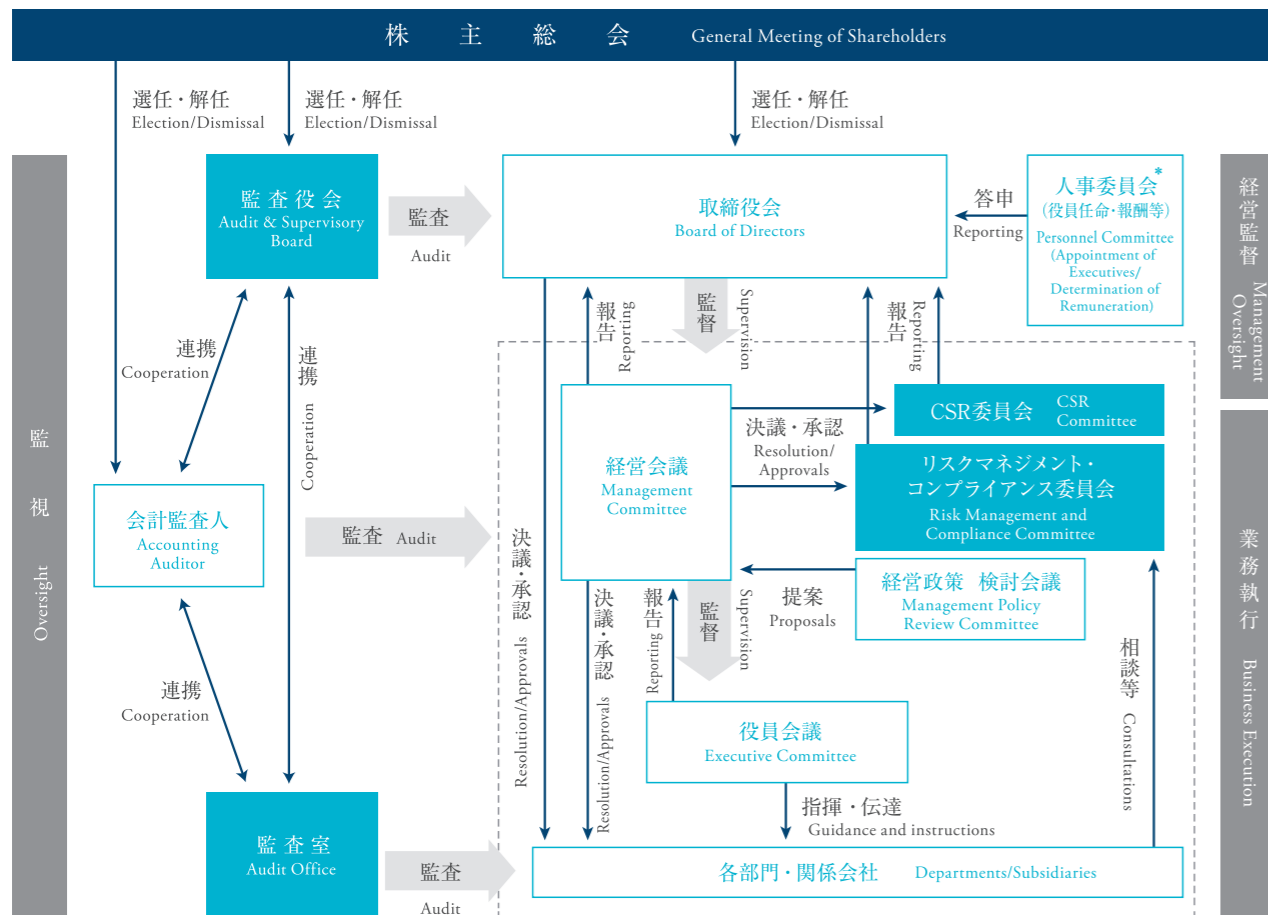 株主総会 General Meeting of Shareholders
選任・解任
Election/Dismissal
選任・解任
Election/Dismissal
選任・解任
Election/Dismissal
監視 Oversight
監査役会
Audit & Supervisory
Board
監査
Audit
取締役会
Board of Directors
答申
Reporting
人事委員会*
(役員任命・報酬等)
Personnel Committee
(Appointment of
Executives/
Determination of
Remuneration)
経営監督 Management
Oversight
連携
Cooperation
連携 Cooperation
報告
Reporting
監督
Supervision
報告
Reporting
CSR委員会 CSR
Committee
決議・承認
Resolution/
Approvals
経営会議
Management
Committee
リスクマネジメント・
コンプライアンス委員会
Risk Management and
Compliance Committee
会計監査人
Accounting
Auditor
監査 Audit
決議・承認 Resolution/Approvals
決議・承認 Resolution/Approvals
報告
Reporting
監督
Supervision
提案
Proposals
経営政策 検討会議
Management Policy
Review Committee
業務執行 Business Execution
相談等 Consultations
連携
Cooperation
役員会議
Executive Committee
指揮・伝達
Guidance and instructions
監査室
Audit Office
監査
Audit
各部門・関係会社 Departments/Subsidiaries